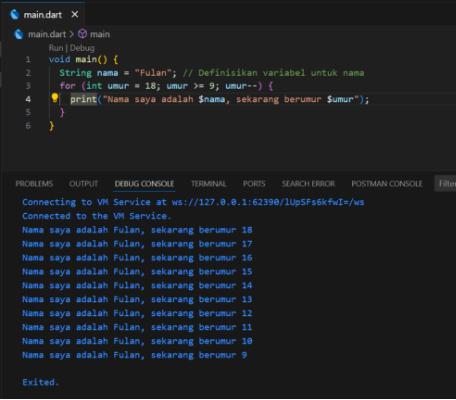 main.dart
main.dart > main
Run | Debug
1 void main() {
2 String nama = "Fulan"; // Definisikan variabel untuk nama
3 for (int umur = 18; umur >= 9; umur--) {
4 print("Nama saya adalah $nama, sekarang berumur $umur");
5 }
6 }
PROBLEMS OUTPUT DEBUG CONSOLE TERMINAL PORTS SEARCH ERROR POSTMAN CONSOLE Filter
Connecting to VM Service at ws://127.0.0.1:62390/lUpSFs6kfwI=/ws
Connected to the VM Service.
Nama saya adalah Fulan, sekarang berumur 18
Nama saya adalah Fulan, sekarang berumur 17
Nama saya adalah Fulan, sekarang berumur 16
Nama saya adalah Fulan, sekarang berumur 15
Nama saya adalah Fulan, sekarang berumur 14
Nama saya adalah Fulan, sekarang berumur 13
Nama saya adalah Fulan, sekarang berumur 12
Nama saya adalah Fulan, sekarang berumur 11
Nama saya adalah Fulan, sekarang berumur 10
Nama saya adalah Fulan, sekarang berumur 9
Exited.